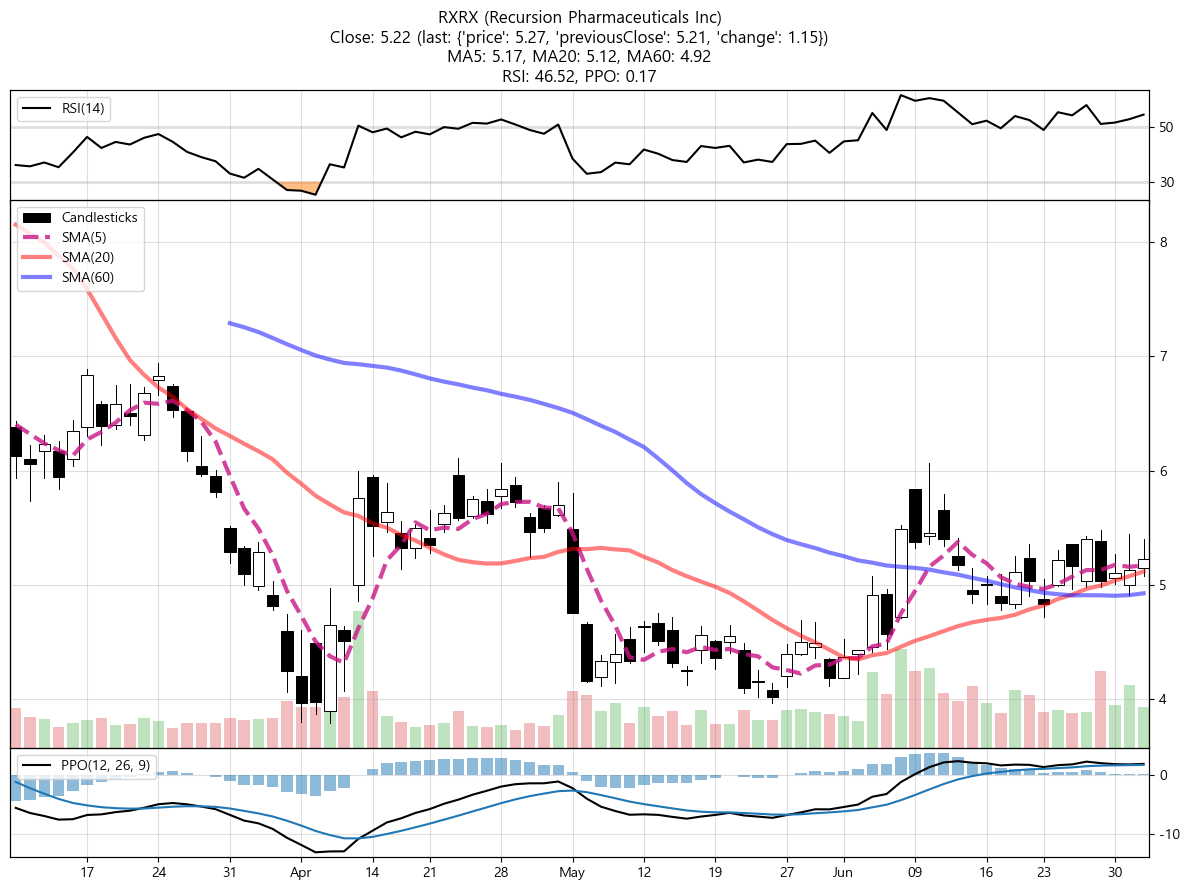 RXRX (Recursion Pharmaceuticals Inc)
Close: 5.22 (last: {'price': 5.27, 'previousClose': 5.21, 'change': 1.15})
MA5: 5.17, MA20: 5.12, MA60: 4.92
RSI: 46.52, PPO: 0.17
RSI(14)
50
30
Candlesticks
SMA(5)
SMA(20)
SMA(60)
8
7
6
5
4
PPO(12, 26, 9)
0
-10
17 24 31 Apr 14 21 28 May 12 19 27 Jun 09 16 23 30